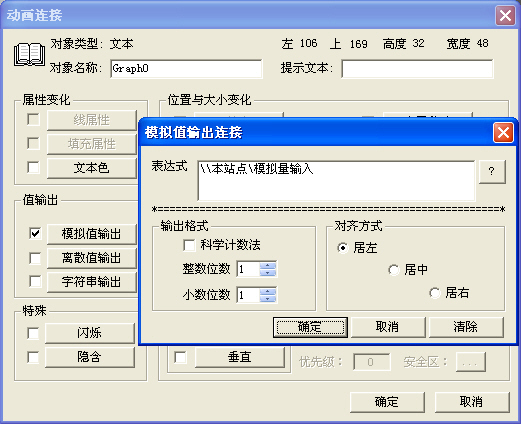 动画连接
对象类型: 文本
左 106 上 169 高度 32 宽度 48
对象名称: Graph0
提示文本:
属性变化
位置与大小变化
线属性
填充属性
文本色
模拟值输出连接
表达式
\\本站点\模拟量输入
?
值输出
模拟值输出
离散值输出
字符串输出
输出格式
科学计数法
整数位数 1
小数位数 1
对齐方式
居左
居中
居右
确定
取消
清除
特殊
闪烁
隐含
垂直
优先级: 0
安全区: ...
确定
取消